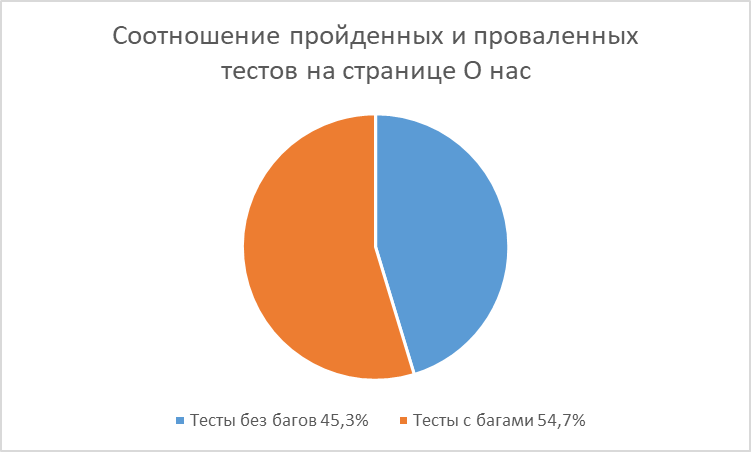 Соотношение пройденных и проваленных
тестов на странице О нас
Тесты без багов 45,3% Тесты с багами 54,7%